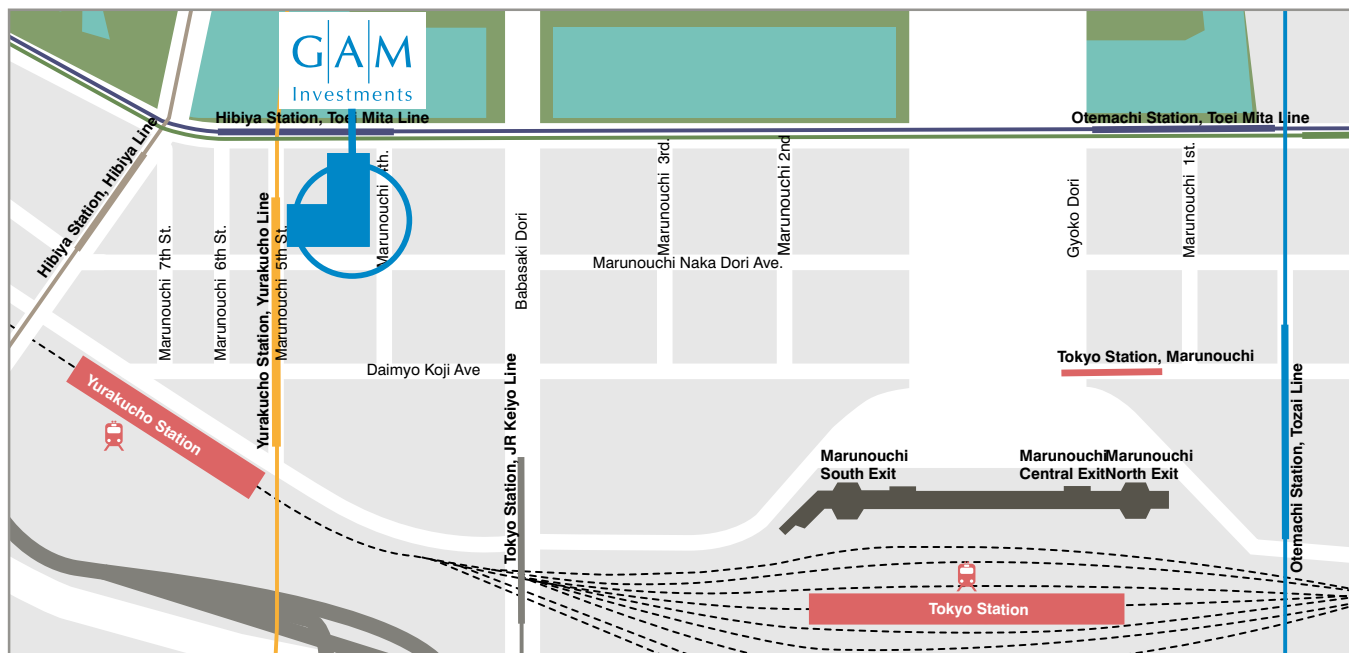 G|A|M
Investments
Hibiya Station, Toei Mita Line
Otemachi Station, Toei Mita Line
Hibiya Station, Hibiya Line
Marunouchi 7th St.
Marunouchi 6th St.
Yurakucho Station, Yurakucho Line
Marunouchi 5th St.
Marunouchi 4th.
Babasaki Dori
Marunouchi 3rd.
Marunouchi 2nd
Gyoko Dori
Marunouchi 1st.
Marunouchi Naka Dori Ave.
Daimyo Koji Ave
Tokyo Station, Marunouchi
Yurakucho Station
Tokyo Station, JR Keiyo Line
Otemachi Station, Tozai Line
Marunouchi
South Exit
Marunouchi
Central Exit
Marunouchi
North Exit
Tokyo Station